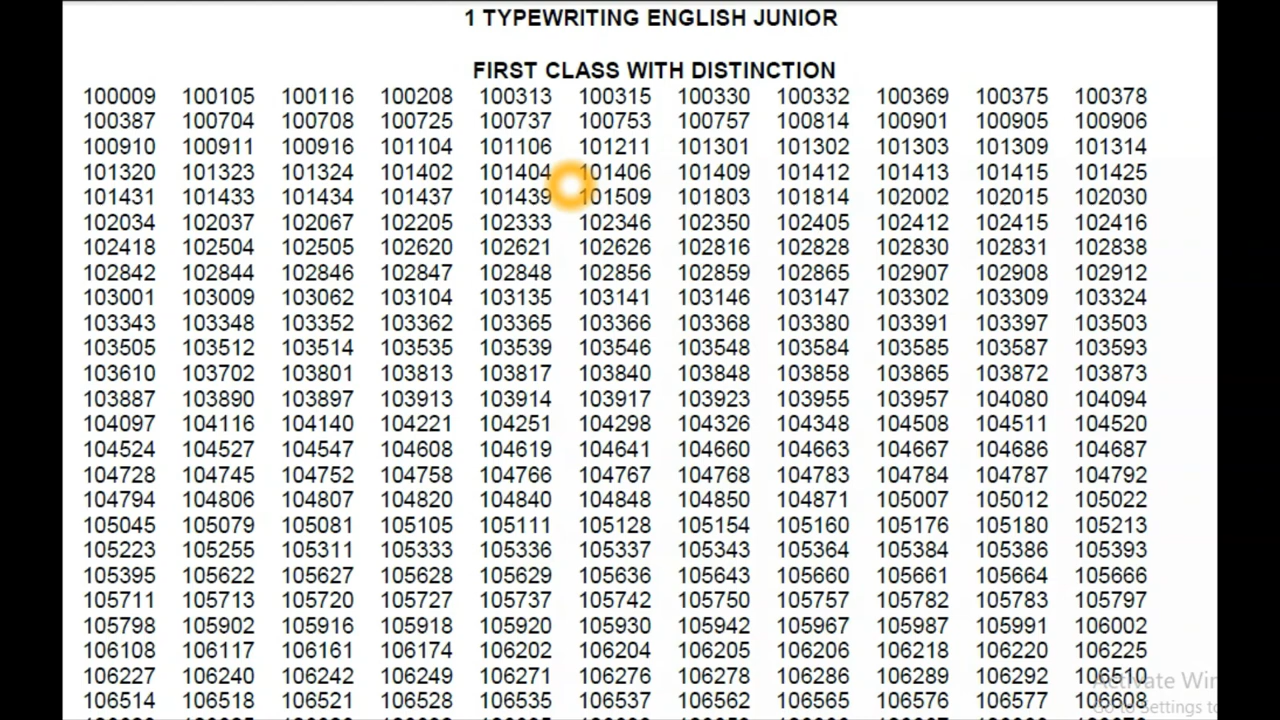 1 TYPEWRITING ENGLISH JUNIOR
FIRST CLASS WITH DISTINCTION
100009 100105 100116 100208 100313 100315 100330 100332 100369 100375 100378
100387 100704 100708 100725 100737 100753 100757 100814 100901 100905 100906
100910 100911 100916 101104 101106 101211 101301 101302 101303 101309 101314
101320 101323 101324 101402 101404 101406 101409 101412 101413 101415 101425
101431 101433 101434 101437 101439 101509 101803 101814 102002 102015 102030
102034 102037 102067 102205 102333 102346 102350 102405 102412 102415 102416
102418 102504 102505 102620 102621 102626 102816 102828 102830 102831 102838
102842 102844 102846 102847 102848 102856 102859 102865 102907 102908 102912
103001 103009 103062 103104 103135 103141 103146 103147 103302 103309 103324
103343 103348 103352 103362 103365 103366 103368 103380 103391 103397 103503
103505 103512 103514 103535 103539 103546 103548 103584 103585 103587 103593
103610 103702 103801 103813 103817 103840 103848 103858 103865 103872 103873
103887 103890 103897 103913 103914 103917 103923 103955 103957 104080 104094
104097 104116 104140 104221 104251 104298 104326 104348 104508 104511 104520
104524 104527 104547 104608 104619 104641 104660 104663 104667 104686 104687
104728 104745 104752 104758 104766 104767 104768 104783 104784 104787 104792
104794 104806 104807 104820 104840 104848 104850 104871 105007 105012 105022
105045 105079 105081 105105 105111 105128 105154 105160 105176 105180 105213
105223 105255 105311 105333 105336 105337 105343 105364 105384 105386 105393
105395 105622 105627 105628 105629 105636 105643 105660 105661 105664 105666
105711 105713 105720 105727 105737 105742 105750 105757 105782 105783 105797
105798 105902 105916 105918 105920 105930 105942 105967 105987 105991 106002
106108 106117 106161 106174 106202 106204 106205 106206 106218 106220 106225
106227 106240 106242 106249 106271 106276 106278 106286 106289 106292 106510
Activate Win
106514 106518 106521 106528 106535 106537 106562 106565 106576 106577
Go to Settings to